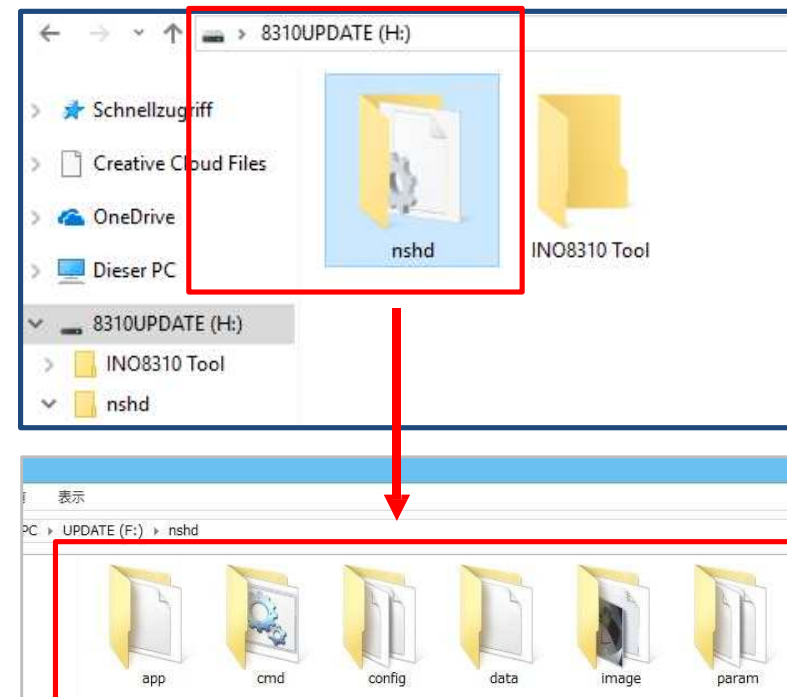 8310UPDATE (H:)
Schnellzugriff
Creative Cloud Files
OneDrive
Dieser PC
8310UPDATE (H:)
INO8310 Tool
nshd
nshd
INO8310 Tool
表示
PC › UPDATE (F:) › nshd
app
cmd
config
data
image
param